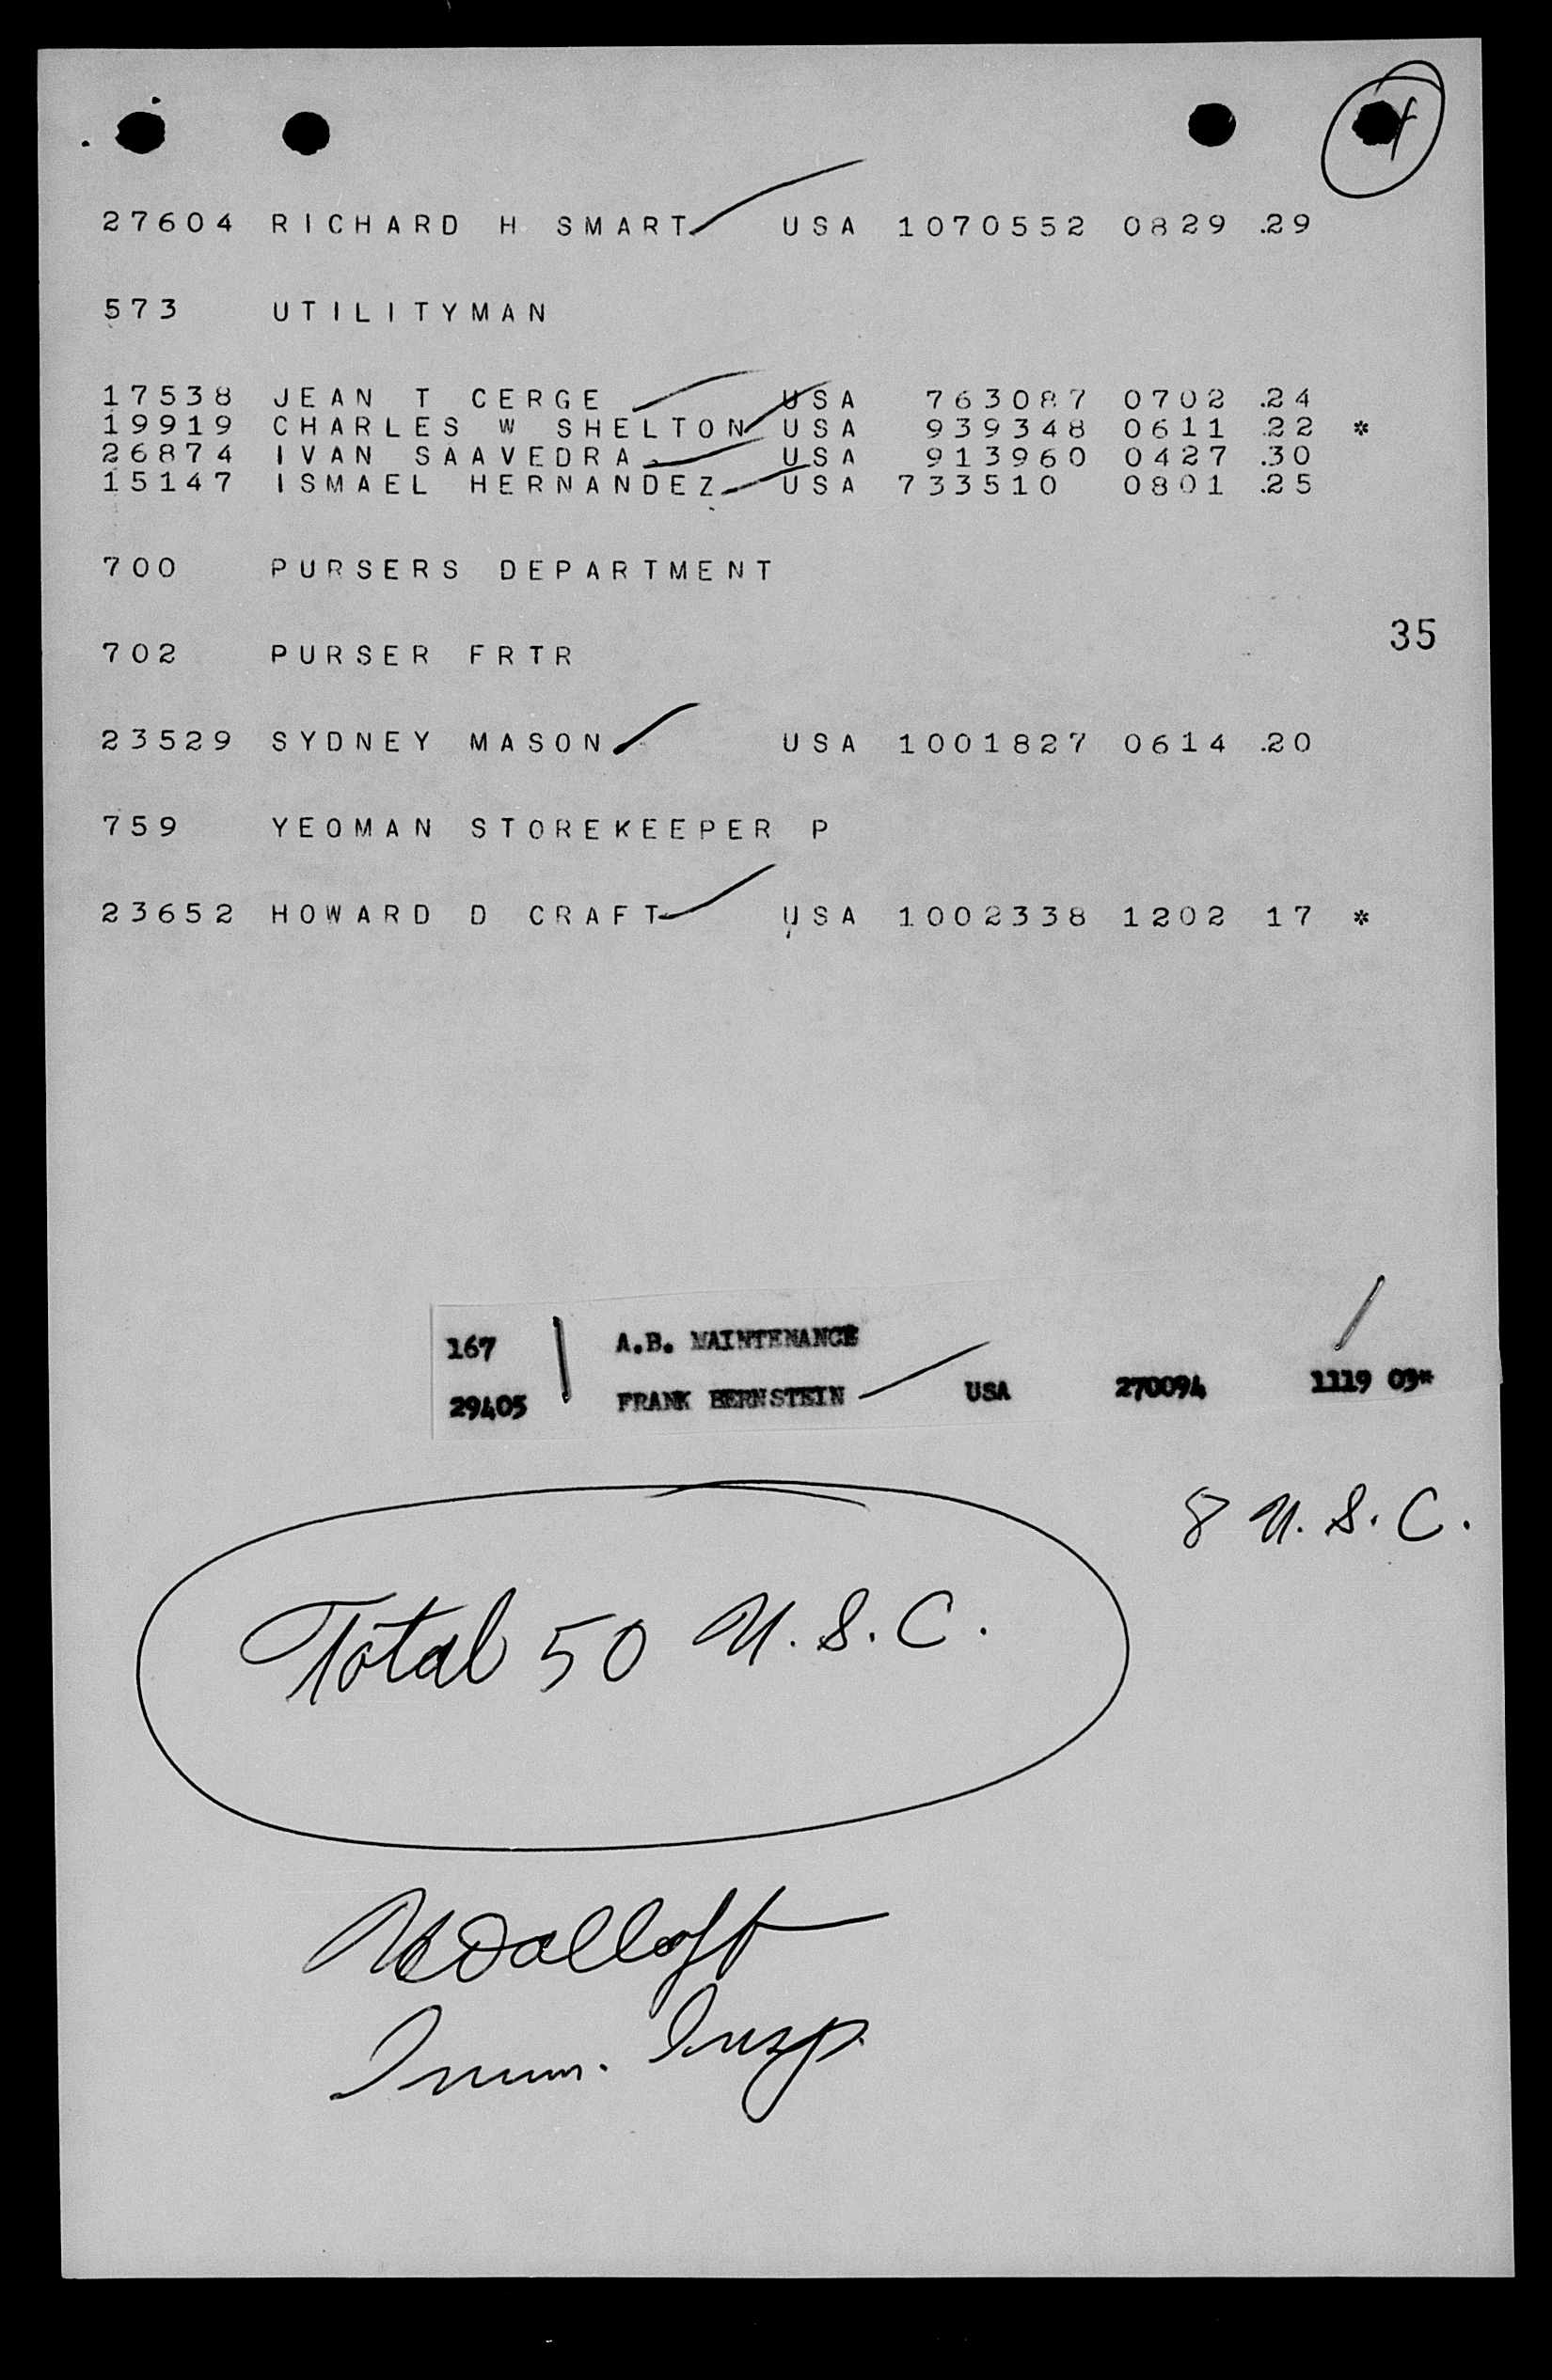 27604 RICHARD H SMART USA 1070552 0829 .29
573 UTILITYMAN
17538 JEAN T CERGE USA 763087 0702 .24
19919 CHARLES W SHELTON USA 939348 0611 .22 *
26874 IVAN SAAVEDRA USA 913960 0427 .30
15147 ISMAEL HERNANDEZ USA 733510 0801 .25
700 PURSERS DEPARTMENT
35
702 PURSER FRTR
23529 SYDNEY MASON USA 1001827 0614 .20
759 YEOMAN STOREKEEPER P
23652 HOWARD D CRAFT USA 1002338 1202 17 *
167 A.B. MAINTENANCE
29405 FRANK BERNSTEIN USA 270094 1119 03*
8 U.S.C.
Total 50 U.S.C.
Imm. Insp.